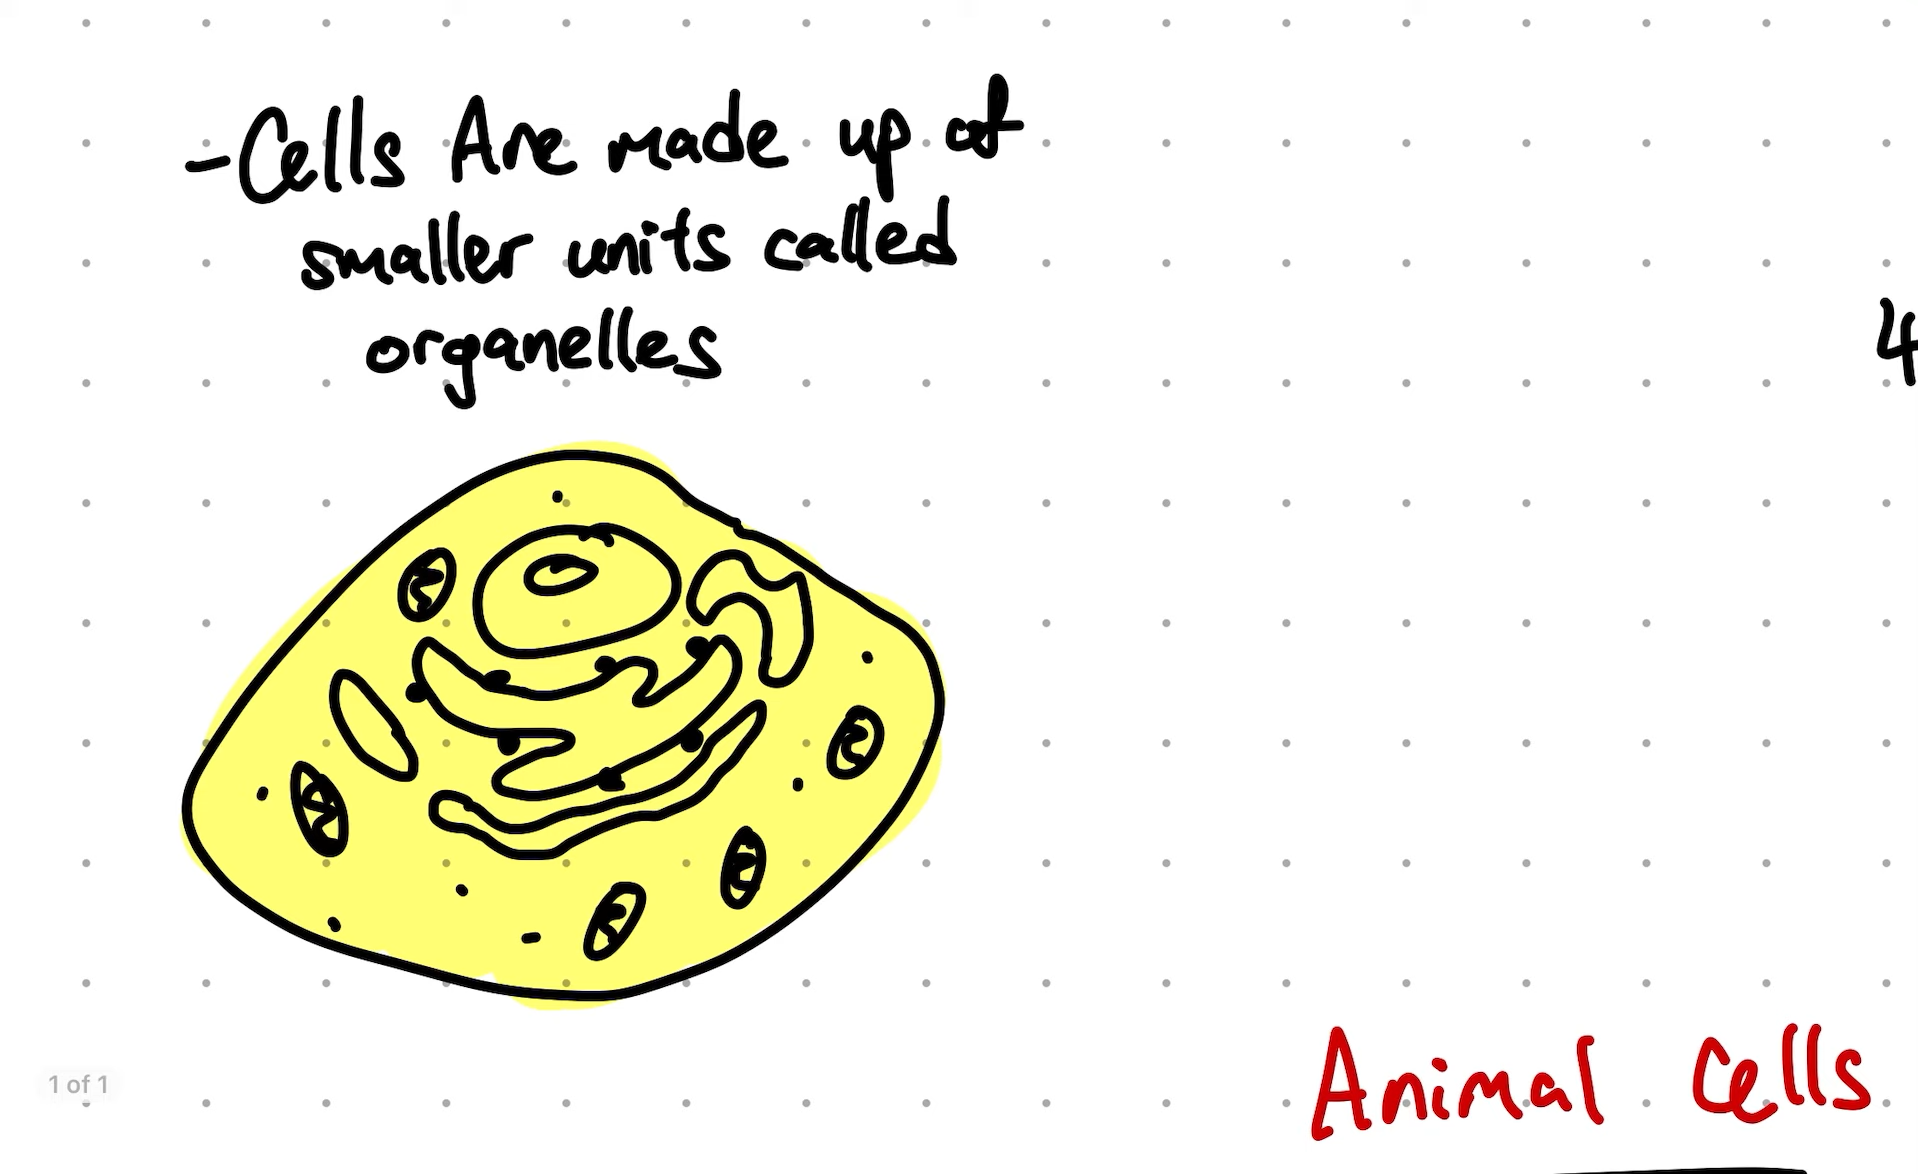 - Cells Are made up of
smaller units called
organelles
4
Animal Cells
1 of 1